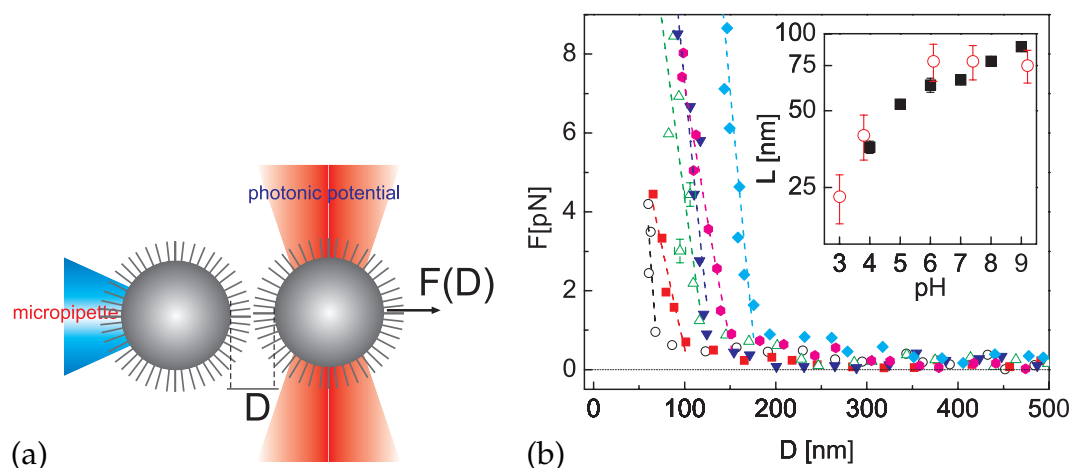 photonic potential
F(D)
micropipette
D
(a)
8
6
4
2
0
F[pN]
0 100 200 300 400 500
D [nm]
100
75
50
25
L [nm]
3 4 5 6 7 8 9
pH
(b)